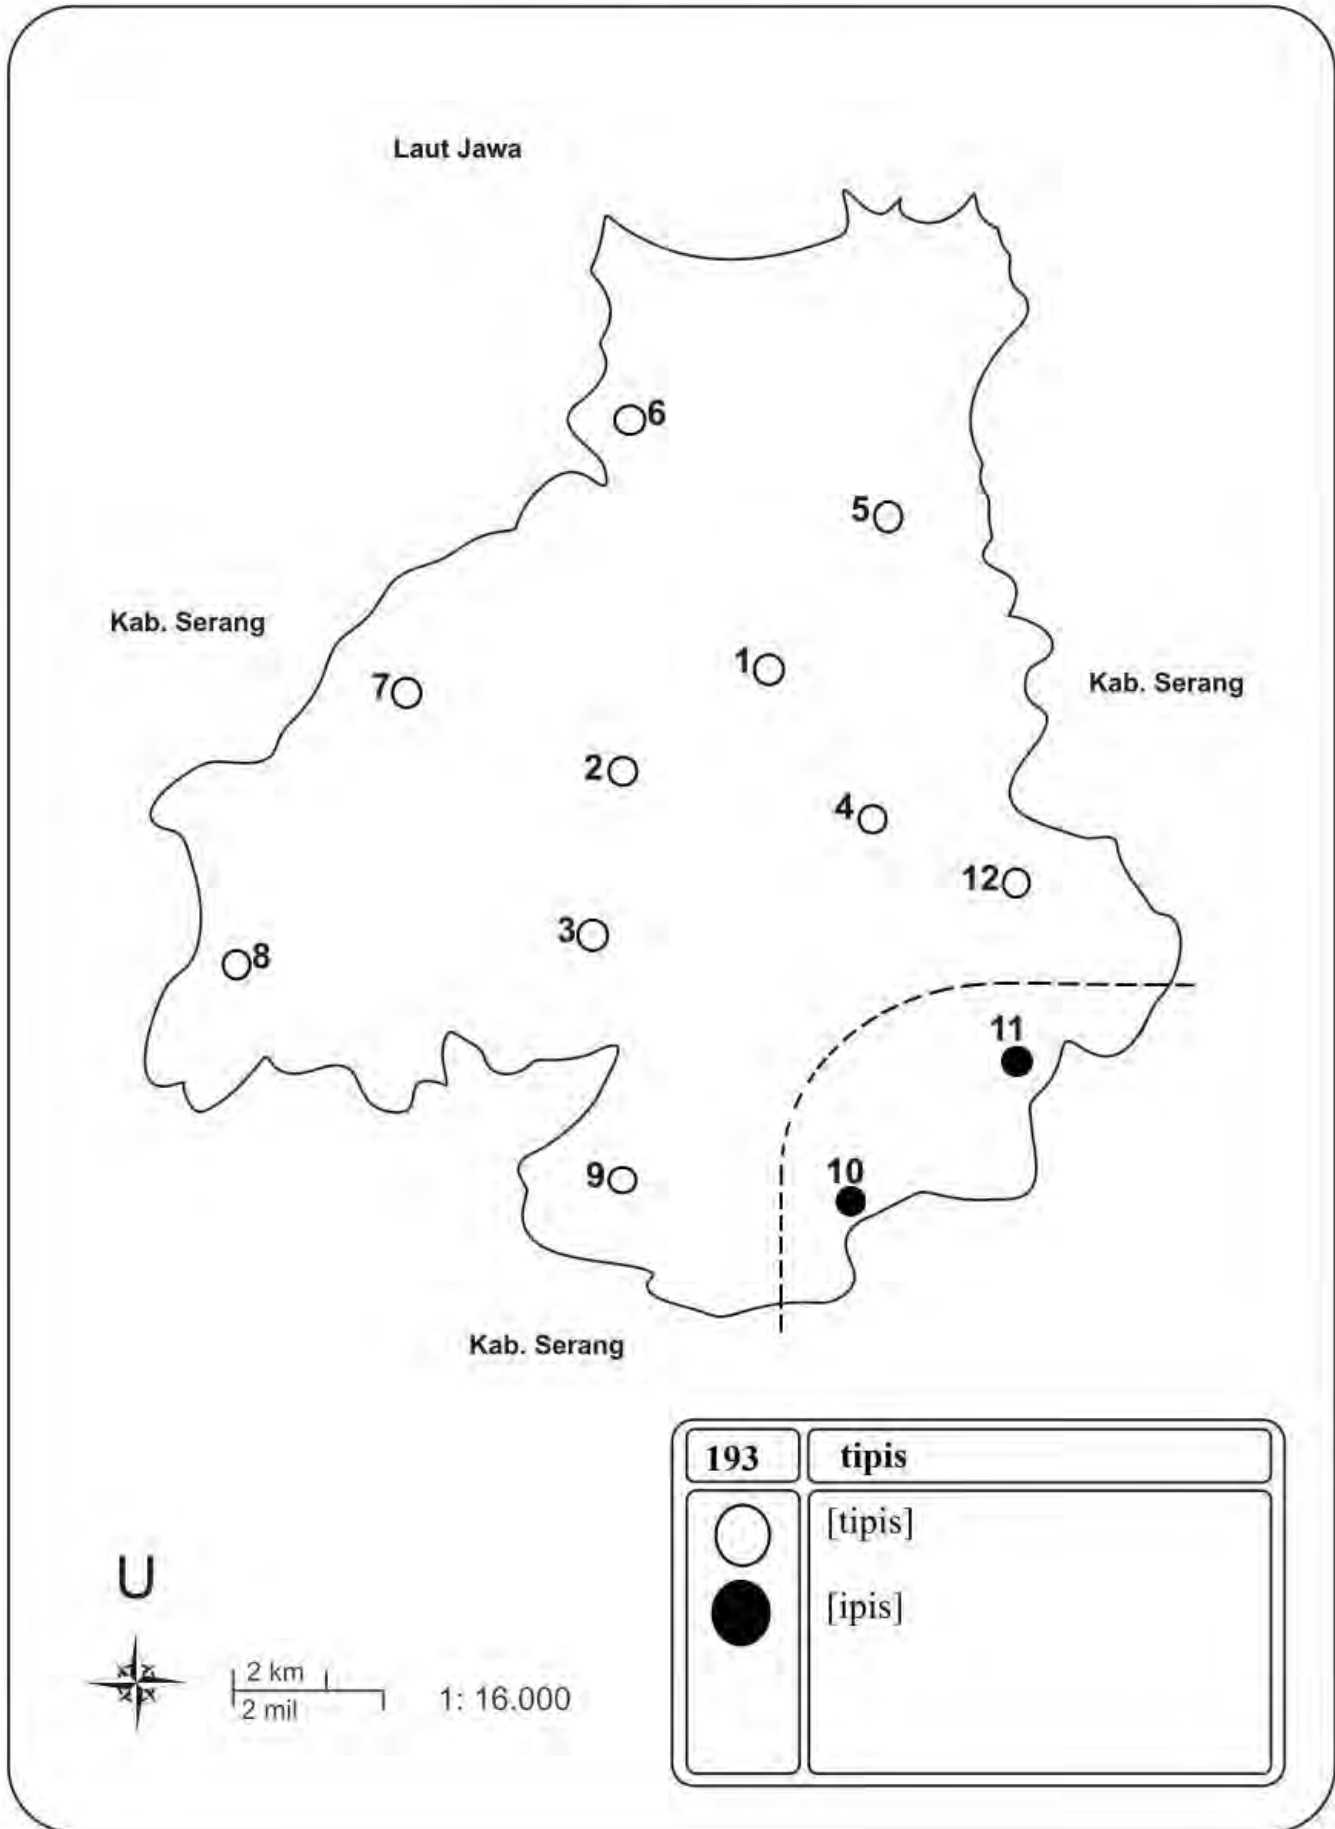 Laut Jawa
6
5
Kab. Serang
1
Kab. Serang
7
2
4
12
3
8
11
10
9
Kab. Serang
193 tipis
[tipis]
[ipis]
U
2 km
2 mil
1: 16.000